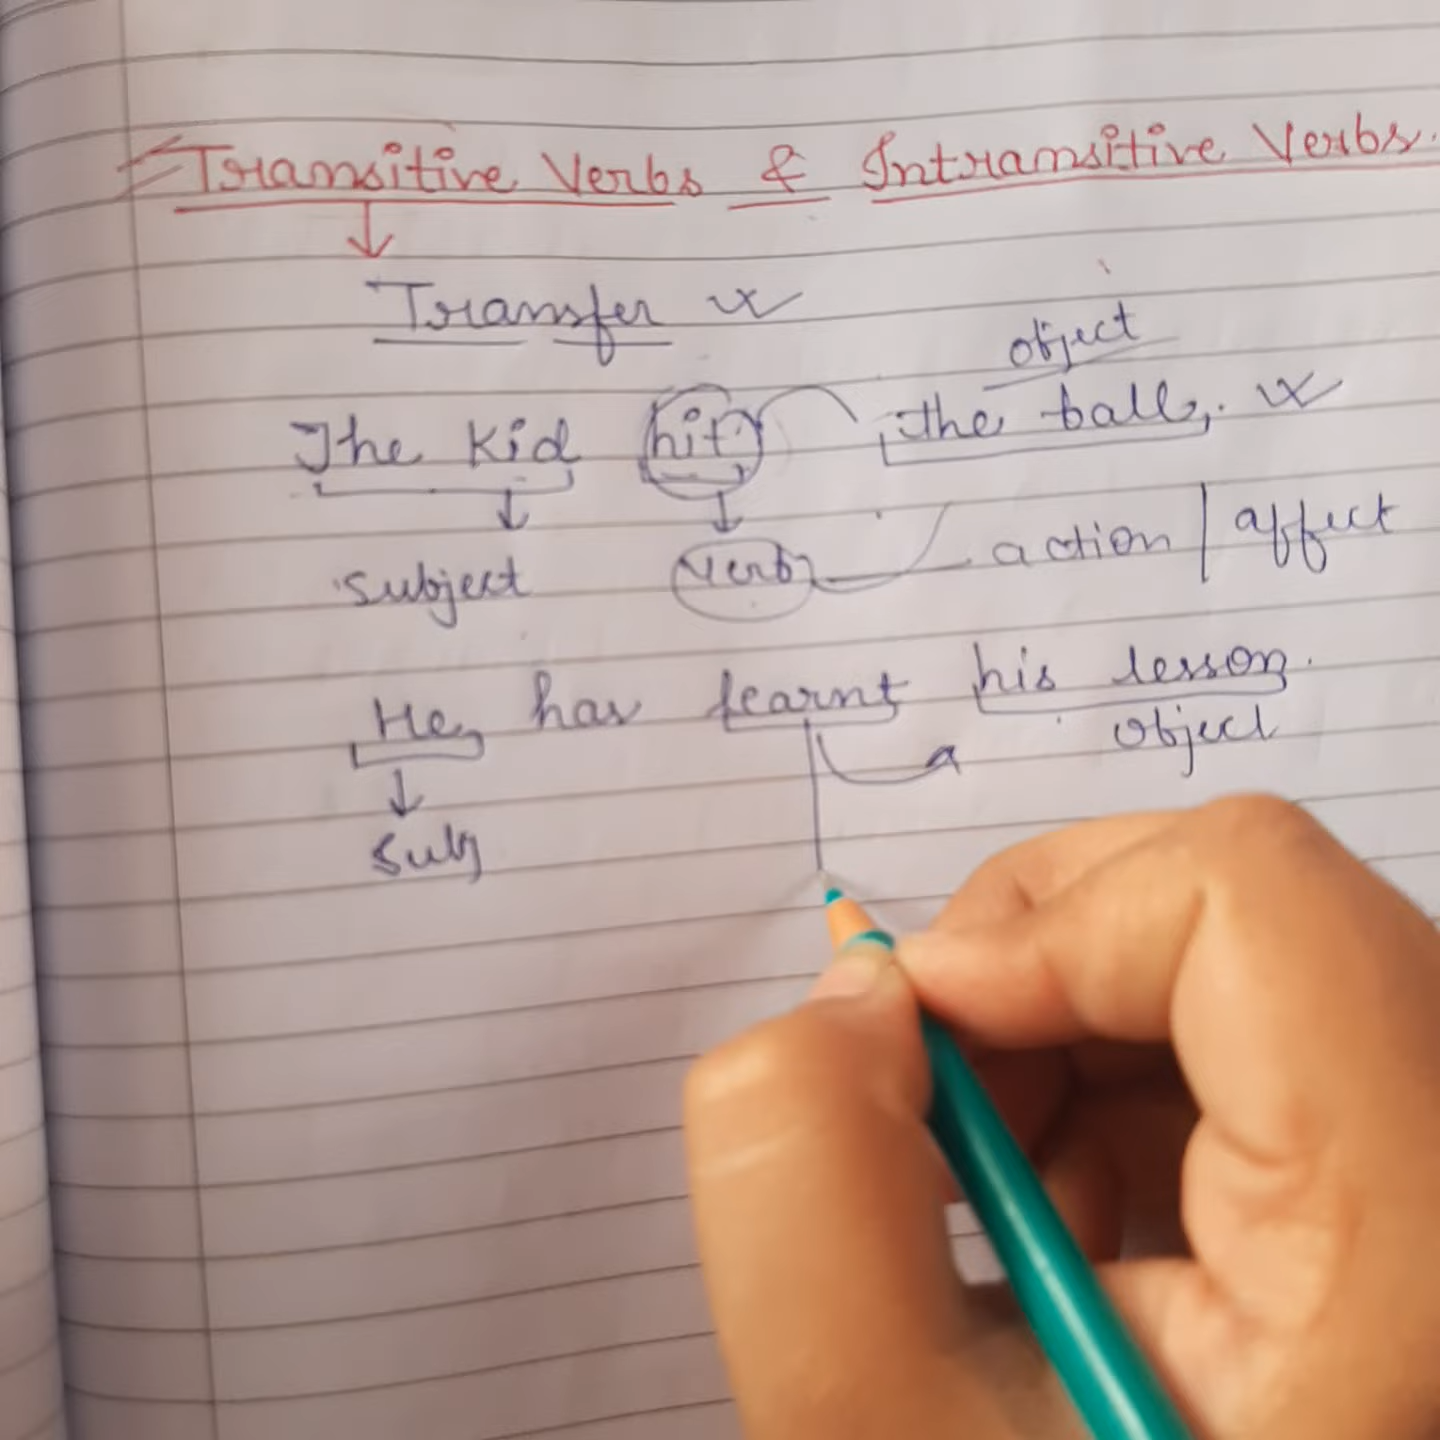 Transitive Verbs & Intransitive Verbs.
Transfer
object
The Kid hit the ball.
subject verb action / affect
He has learnt his lesson.
object
Subj